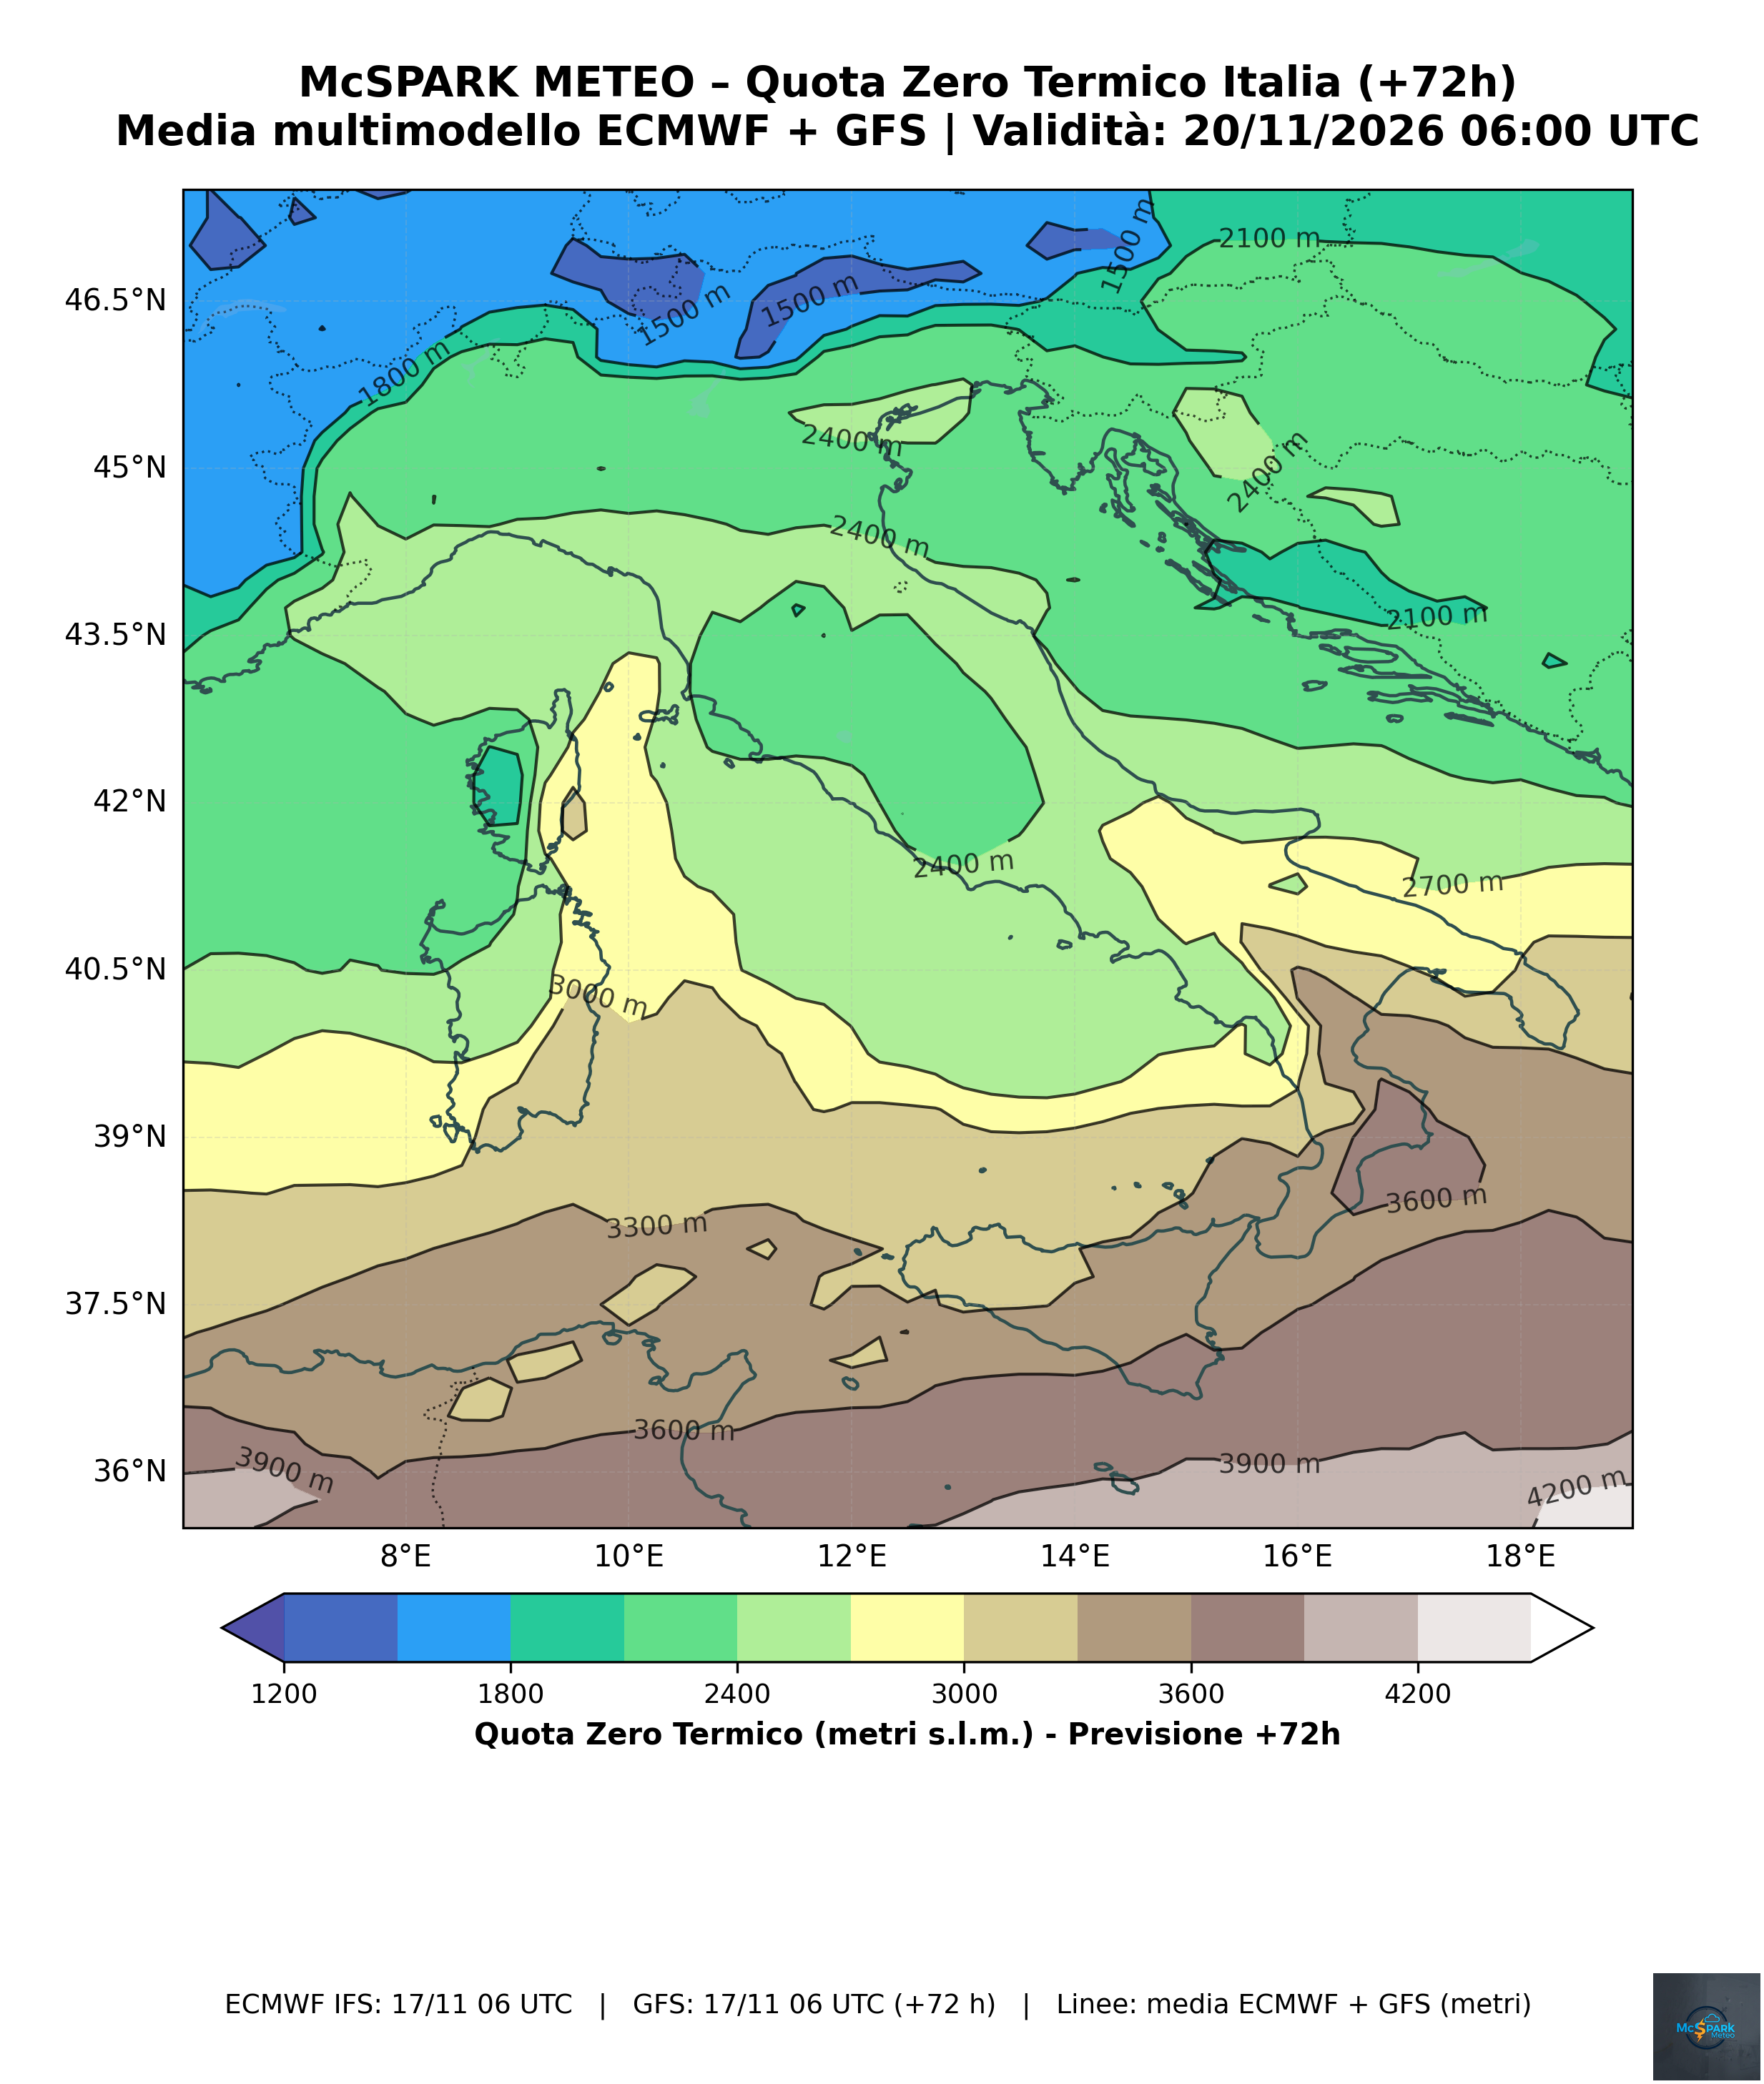 McSPARK METEO – Quota Zero Termico Italia (+72h)
Media multimodello ECMWF + GFS | Validità: 20/11/2026 06:00 UTC
2100 m
1500 m
46.5°N
1500 m
1500 m
1800 m
2400 m
45°N
2400 m
2400 m
2100 m
43.5°N
42°N
2400 m
2700 m
40.5°N
3000 m
39°N
3600 m
3300 m
37.5°N
3600 m
3900 m
3900 m
36°N
4200 m
8°E 10°E 12°E 14°E 16°E 18°E
1200 1800 2400 3000 3600 4200
Quota Zero Termico (metri s.l.m.) - Previsione +72h
ECMWF IFS: 17/11 06 UTC | GFS: 17/11 06 UTC (+72 h) | Linee: media ECMWF + GFS (metri)
McSPARK
Meteo